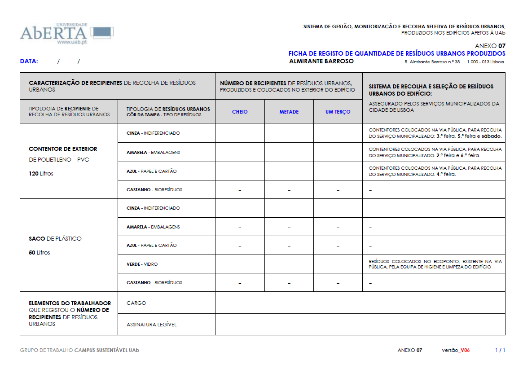 UNIVERSIDADE
AbERTA
www.uab.pt
SISTEMA DE GESTÃO, MONITORIZAÇÃO E RECOLHA SELETIVA DE RESÍDUOS URBANOS,
PRODUZIDOS NOS EDIFÍCIOS AFETOS À UAb
ANEXO 07
FICHA DE REGISTO DE QUANTIDADE DE RESÍDUOS URBANOS PRODUZIDOS
DATA: / /
ALMIRANTE BARROSO
R. Almirante Barroso n.º 38 1 000 - 013 Lisboa
CARACTERIZAÇÃO DE RECIPIENTES DE RECOLHA DE RESÍDUOS
URBANOS
NÚMERO DE RECIPIENTES DE RESÍDUOS URBANOS,
PRODUZIDOS E COLOCADOS NO EXTERIOR DO EDIFÍCIO
SISTEMA DE RECOLHA E SELEÇÃO DE RESÍDUOS
URBANOS DO EDIFÍCIO:
ASSEGURADO PELOS SERVIÇOS MUNICIPALIZADOS DA
CIDADE DE LISBOA
TIPOLOGIA DE RECIPIENTE DE
RECOLHA DE RESÍDUOS URBANOS
TIPOLOGIA DE RESÍDUOS URBANOS
CÔR DA TAMPA - TIPO DE RESÍDUOS
CHEIO
METADE
UM TERÇO
CONTENTOR DE EXTERIOR
DE POLIETILENO - PVC
120 Litros
CINZA - INDIFERENCIADO
CONTENTORES COLOCADOS NA VIA PÚBLICA, PARA RECOLHA
DO SERVIÇO MUNICIPALIZADO. 3.ª feira, 5.ª feira e sábado.
AMARELA - EMBALAGENS
CONTENTORES COLOCADOS NA VIA PÚBLICA, PARA RECOLHA
DO SERVIÇO MUNICIPALIZADO. 2.ª feira e 6.ª feira.
AZUL - PAPEL E CARTÃO
CONTENTORES COLOCADOS NA VIA PÚBLICA, PARA RECOLHA
DO SERVIÇO MUNICIPALIZADO. 4.ª feira.
CASTANHO - BIORESÍDUOS – – – –
SACO DE PLÁSTICO
50 Litros
CINZA - INDIFERENCIADO
AMARELA - EMBALAGENS – – – –
AZUL - PAPEL E CARTÃO – – – –
VERDE - VIDRO
RESÍDUOS COLOCADOS NO ECOPONTO, EXISTENTE NA VIA
PÚBLICA, PELA EQUIPA DE HIGIENE E LIMPEZA DO EDIFÍCIO
CASTANHO - BIORESÍDUOS – – – –
ELEMENTOS DO TRABALHADOR
QUE REGISTOU O NÚMERO DE
RECIPIENTES DE RESÍDUOS
URBANOS
CARGO
ASSINATURA LEGÍVEL
GRUPO DE TRABALHO CAMPUS SUSTENTÁVEL UAb
ANEXO 07
versão_V06
1 / 1